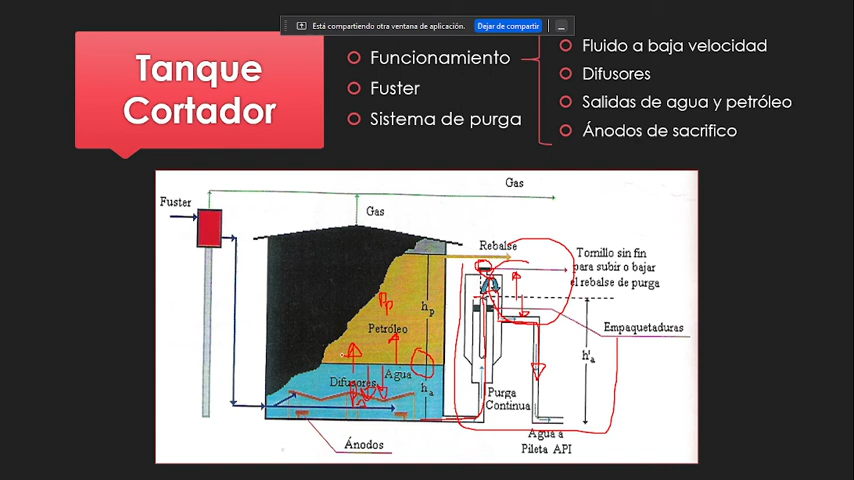 Está compartiendo otra ventana de aplicación. Dejar de compartir
Tanque
Cortador
Funcionamiento
Fuster
Sistema de purga
Fluido a baja velocidad
Difusores
Salidas de agua y petróleo
Ánodos de sacrifico
Gas
Fuster
Gas
Rebalse
Tornillo sin fin
para subir o bajar
el rebalse de purga
hp
Petróleo
Empaquetaduras
h'a
Agua
Difusores
ha
Purga
Continua
Ánodos
Agua a
Pileta API